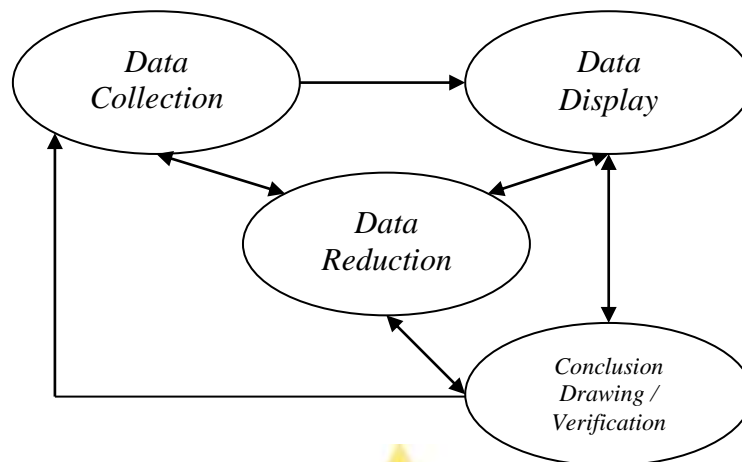 Data
Collection
Data
Display
Data
Reduction
Conclusion
Drawing /
Verification